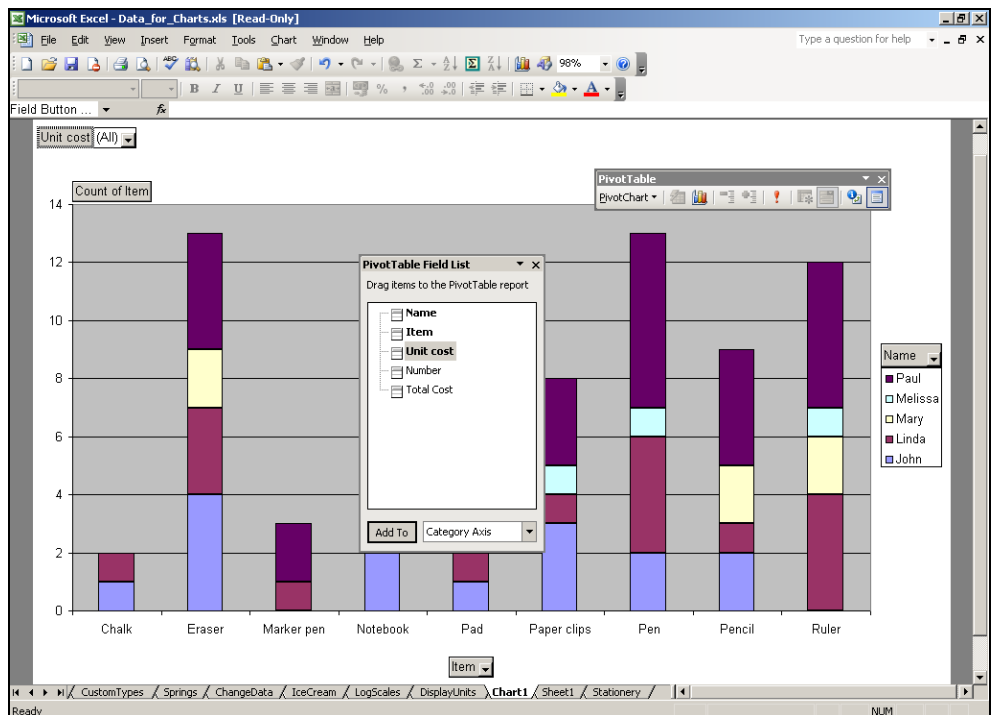 Microsoft Excel - Data_for_Charts.xls [Read-Only]
File Edit View Insert Format Tools Chart Window Help Type a question for help
98%
B I U % ,
Field Button ... fx
Unit cost (All)
PivotTable
PivotChart
Count of Item
14
12
10
8
6
4
2
0
PivotTable Field List
Drag items to the PivotTable report
Name
Item
Unit cost
Number
Total Cost
Add To Category Axis
Name
Paul
Melissa
Mary
Linda
John
Chalk Eraser Marker pen Notebook Pad Paper clips Pen Pencil Ruler
Item
CustomTypes / Springs / ChangeData / IceCream / LogScales / DisplayUnits \ Chart1 / Sheet1 / Stationery /
Ready NUM